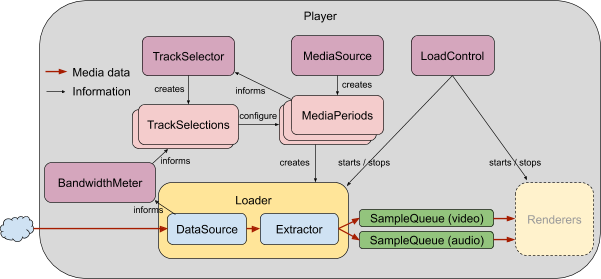 Player
TrackSelector
MediaSource
LoadControl
Media data
Information
creates
informs
creates
TrackSelections
configure
MediaPeriods
informs
creates
starts / stops
starts / stops
BandwidthMeter
informs
Loader
DataSource
Extractor
SampleQueue (video)
SampleQueue (audio)
Renderers